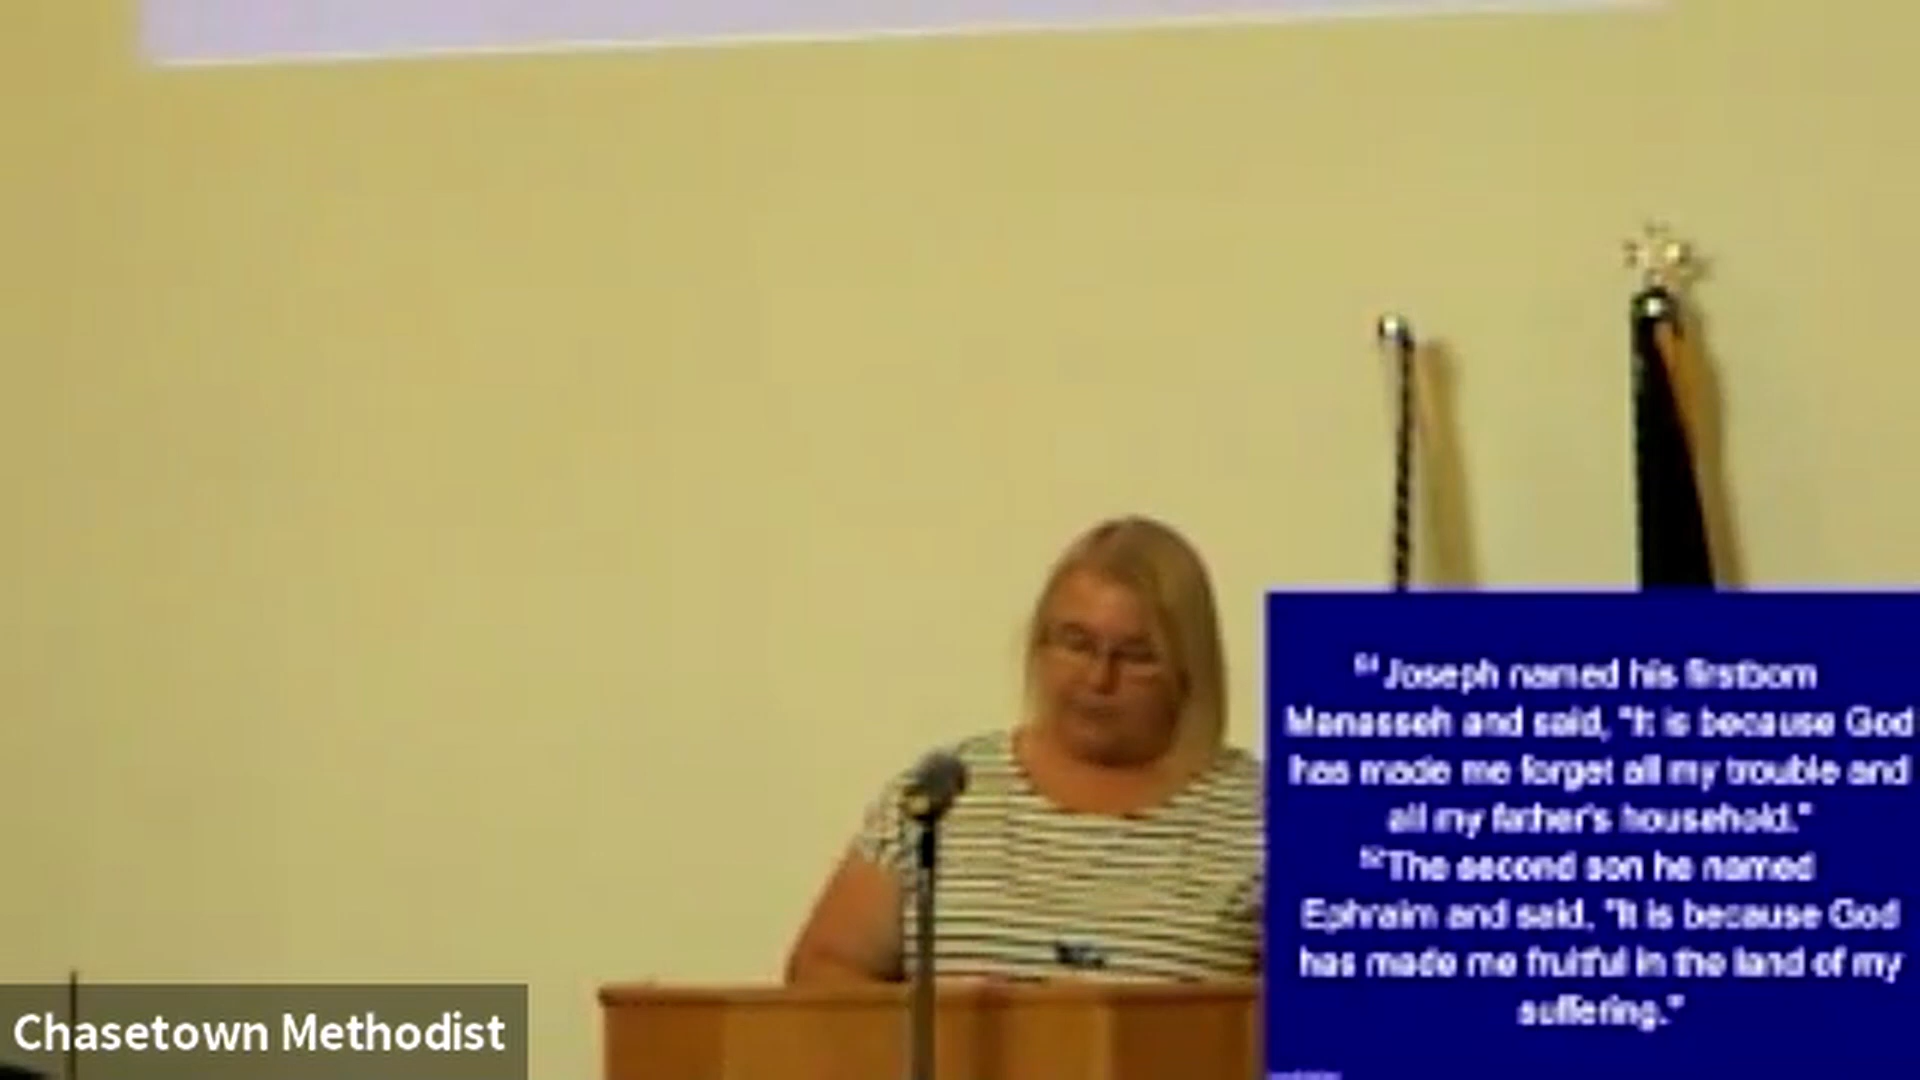 51 Joseph named his firstborn
Manasseh and said, "It is because God
has made me forget all my trouble and
all my father's household."
52 The second son he named
Ephraim and said, "It is because God
has made me fruitful in the land of my
suffering."
Chasetown Methodist